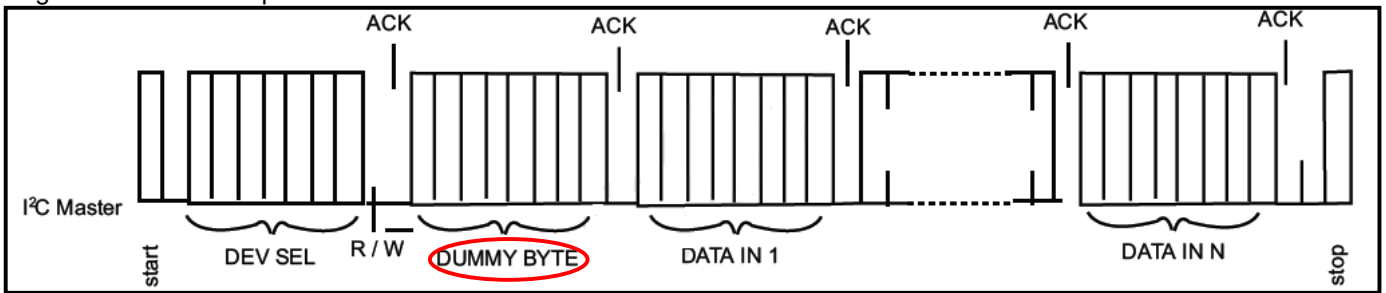 ACK ACK ACK ACK ACK
I²C Master
start
DEV SEL
R / W
DUMMY BYTE
DATA IN 1
DATA IN N
stop